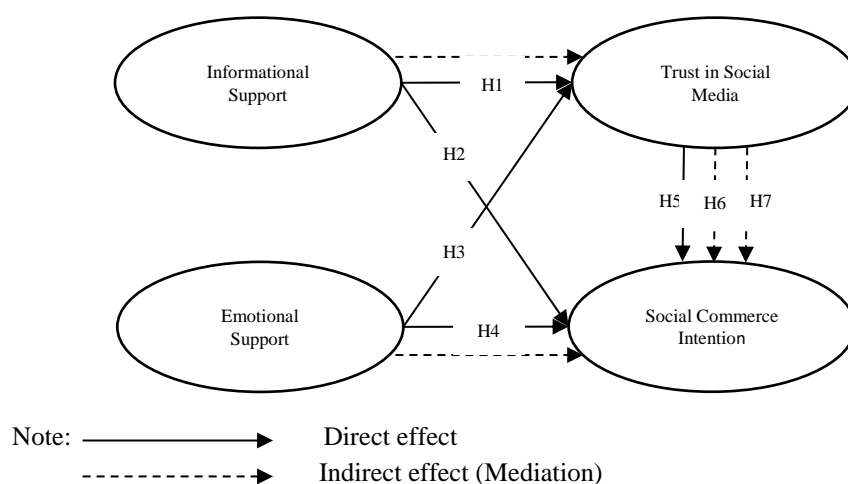 Informational
Support
Trust in Social
Media
H1
H2
H5
H6
H7
H3
Emotional
Support
H4
Social Commerce
Intention
Note:
Direct effect
Indirect effect (Mediation)